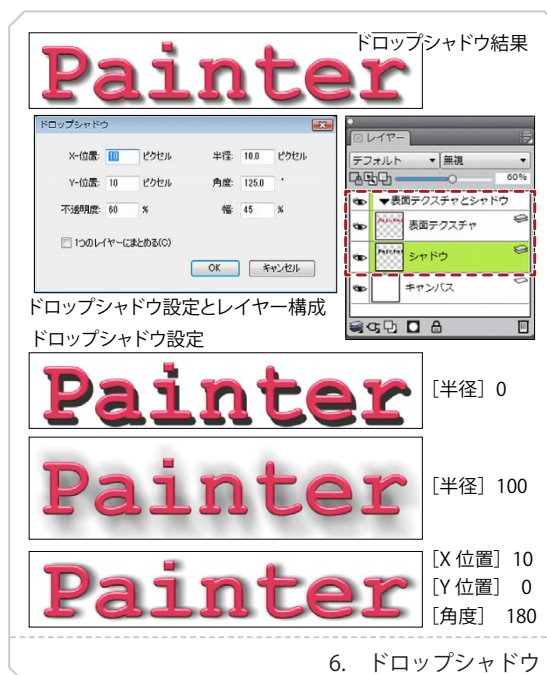 ドロップシャドウ結果
Painter
ドロップシャドウ
X-位置: 10 ピクセル 半径: 10.0 ピクセル
Y-位置: 10 ピクセル 角度: 125.0 °
不透明度: 60 % 幅: 45 %
1つのレイヤーにまとめる(C)
OK キャンセル
レイヤー
デフォルト 無視
60%
表面テクスチャとシャドウ
表面テクスチャ
シャドウ
キャンバス
ドロップシャドウ設定とレイヤー構成
ドロップシャドウ設定
Painter
[半径] 0
Painter
[半径] 100
Painter
[X 位置] 10
[Y 位置] 0
[角度] 180
6. ドロップシャドウ